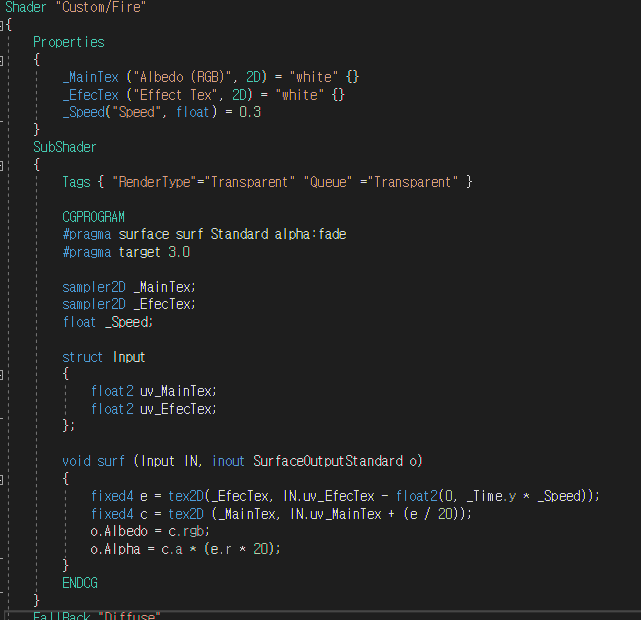 Shader "Custom/Fire"
{
Properties
{
_MainTex ("Albedo (RGB)", 2D) = "white" {}
_EfecTex ("Effect Tex", 2D) = "white" {}
_Speed("Speed", float) = 0.3
}
SubShader
{
Tags { "RenderType"="Transparent" "Queue" ="Transparent" }
CGPROGRAM
#pragma surface surf Standard alpha:fade
#pragma target 3.0
sampler2D _MainTex;
sampler2D _EfecTex;
float _Speed;
struct Input
{
float2 uv_MainTex;
float2 uv_EfecTex;
};
void surf (Input IN, inout SurfaceOutputStandard o)
{
fixed4 e = tex2D(_EfecTex, IN.uv_EfecTex - float2(0, _Time.y * _Speed));
fixed4 c = tex2D (_MainTex, IN.uv_MainTex + (e / 20));
o.Albedo = c.rgb;
o.Alpha = c.a * (e.r * 20);
}
ENDCG
}
FallBack "Diffuse"